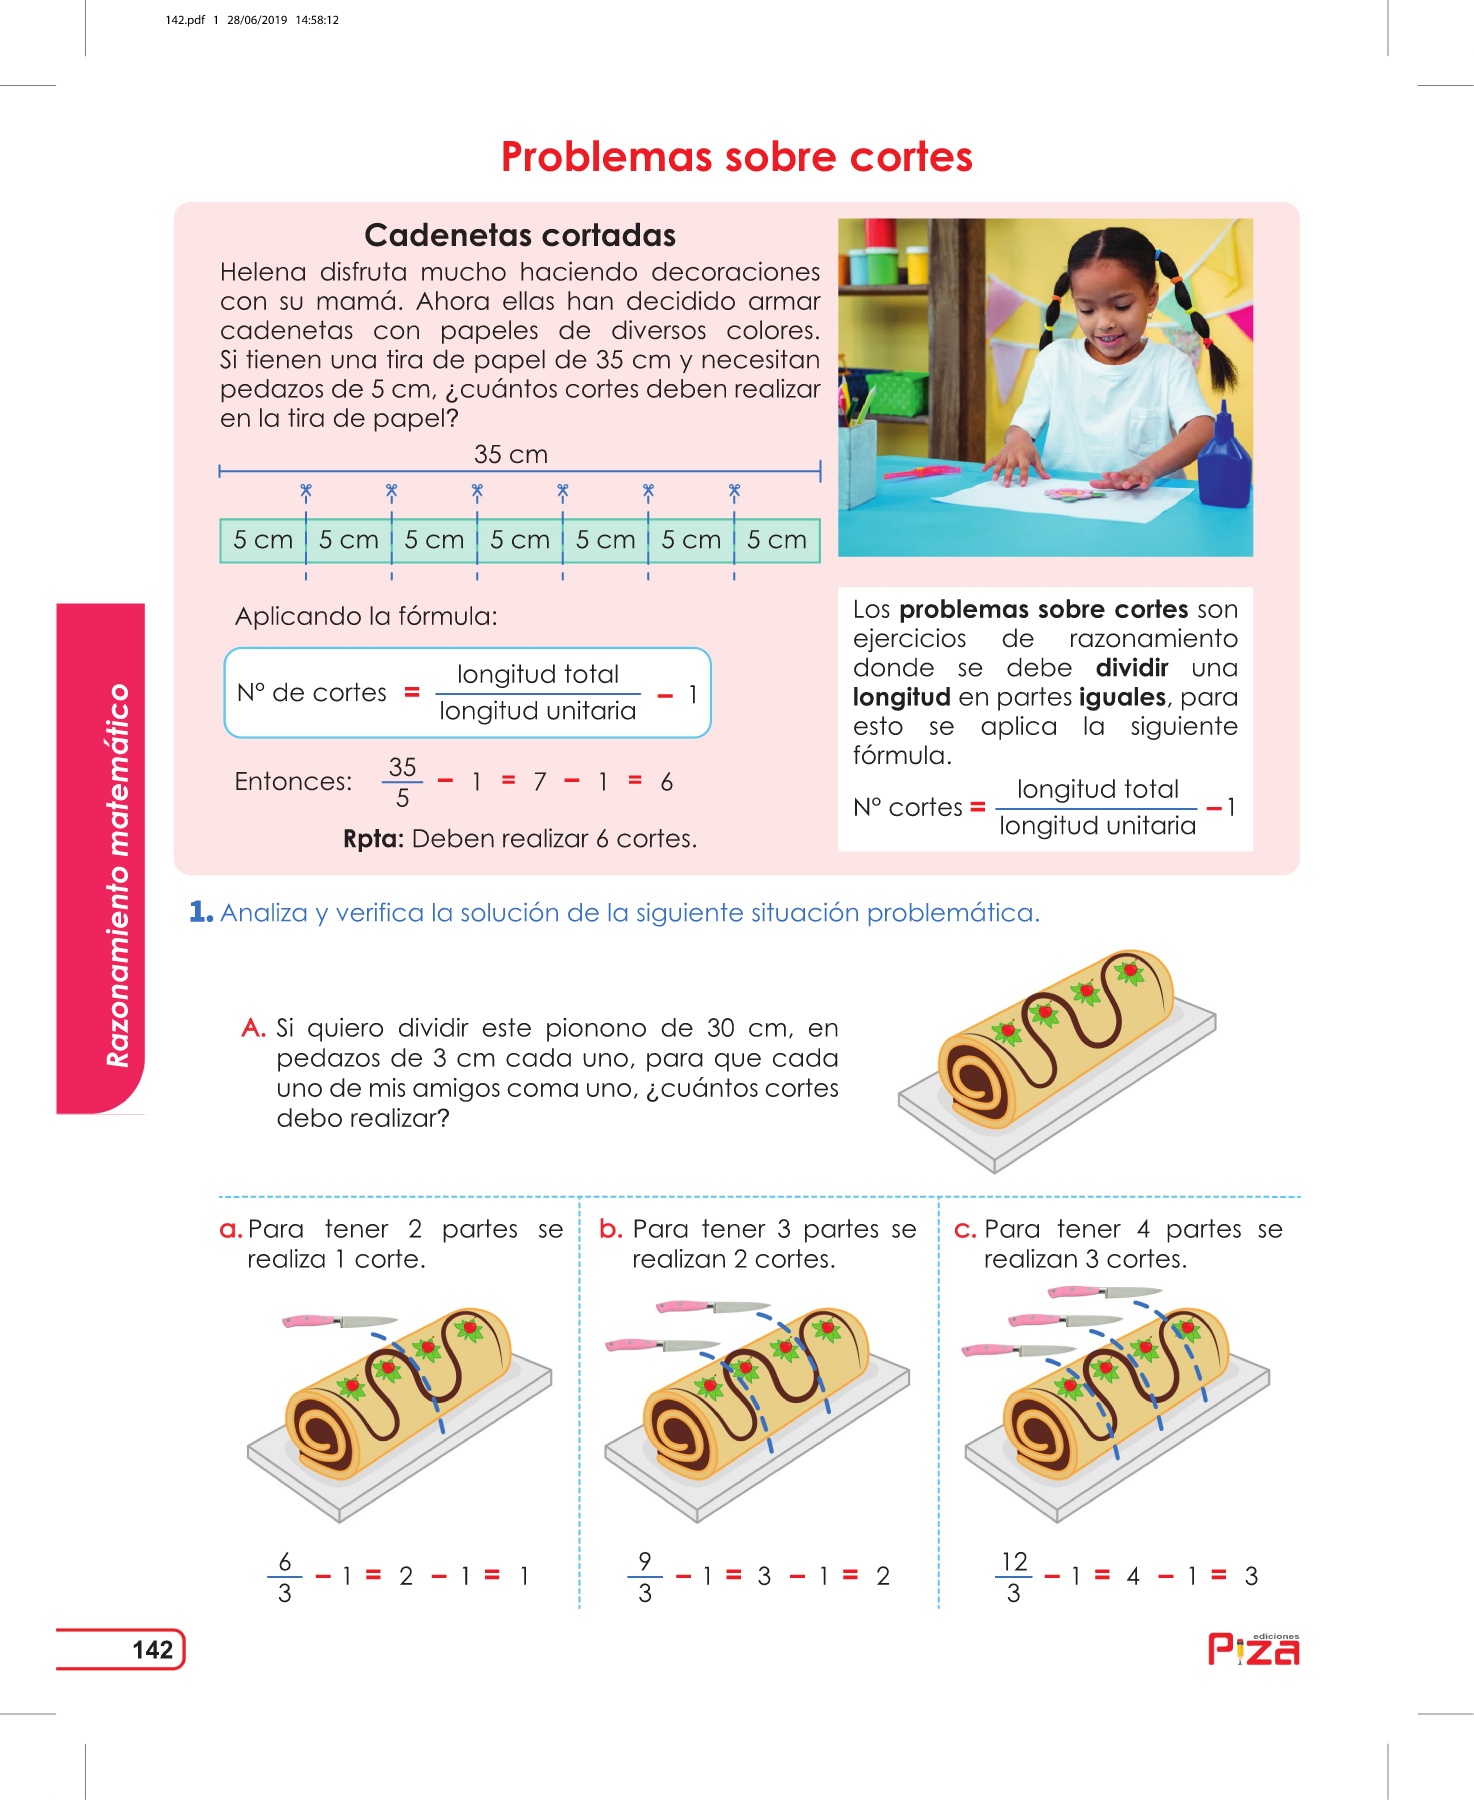 142.pdf 1 28/06/2019 14:58:12
Problemas sobre cortes
Cadenetas cortadas
Helena disfruta mucho haciendo decoraciones
con su mamá. Ahora ellas han decidido armar
cadenetas con papeles de diversos colores.
Si tienen una tira de papel de 35 cm y necesitan
pedazos de 5 cm, ¿cuántos cortes deben realizar
en la tira de papel?
35 cm
5 cm 5 cm 5 cm 5 cm 5 cm 5 cm 5 cm
Aplicando la fórmula:
N° de cortes = longitud total / longitud unitaria − 1
Entonces: 35/5 − 1 = 7 − 1 = 6
Rpta: Deben realizar 6 cortes.
Los problemas sobre cortes son
ejercicios de razonamiento
donde se debe dividir una
longitud en partes iguales, para
esto se aplica la siguiente
fórmula.
N° cortes = longitud total / longitud unitaria − 1
Razonamiento matemático
1. Analiza y verifica la solución de la siguiente situación problemática.
A. Si quiero dividir este pionono de 30 cm, en
pedazos de 3 cm cada uno, para que cada
uno de mis amigos coma uno, ¿cuántos cortes
debo realizar?
a. Para tener 2 partes se
realiza 1 corte.
6/3 − 1 = 2 − 1 = 1
b. Para tener 3 partes se
realizan 2 cortes.
9/3 − 1 = 3 − 1 = 2
c. Para tener 4 partes se
realizan 3 cortes.
12/3 − 1 = 4 − 1 = 3
142
ediciones
Piza